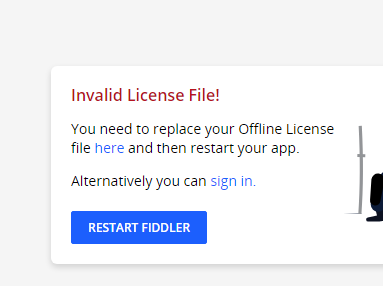 Invalid License File!
You need to replace your Offline License
file here and then restart your app.
Alternatively you can sign in.
RESTART FIDDLER